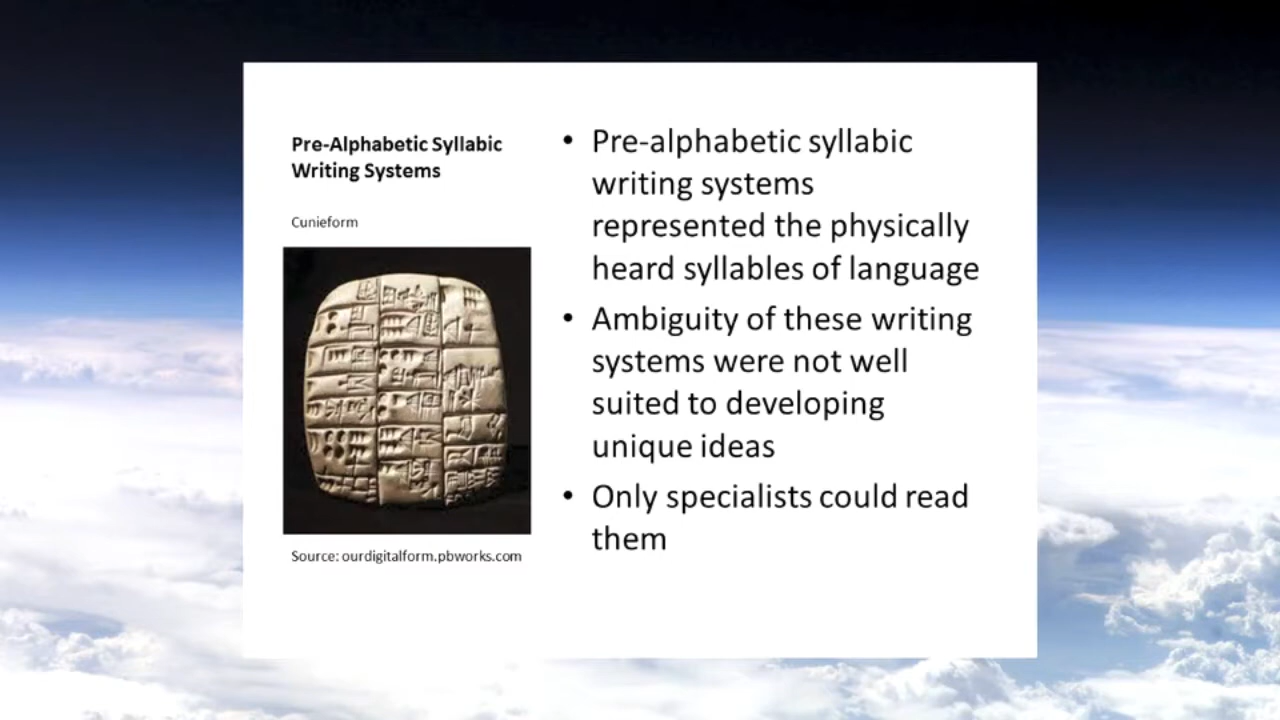 Pre-Alphabetic Syllabic
Writing Systems
Cunieform
Source: ourdigitalform.pbworks.com
• Pre-alphabetic syllabic
writing systems
represented the physically
heard syllables of language
• Ambiguity of these writing
systems were not well
suited to developing
unique ideas
• Only specialists could read
them